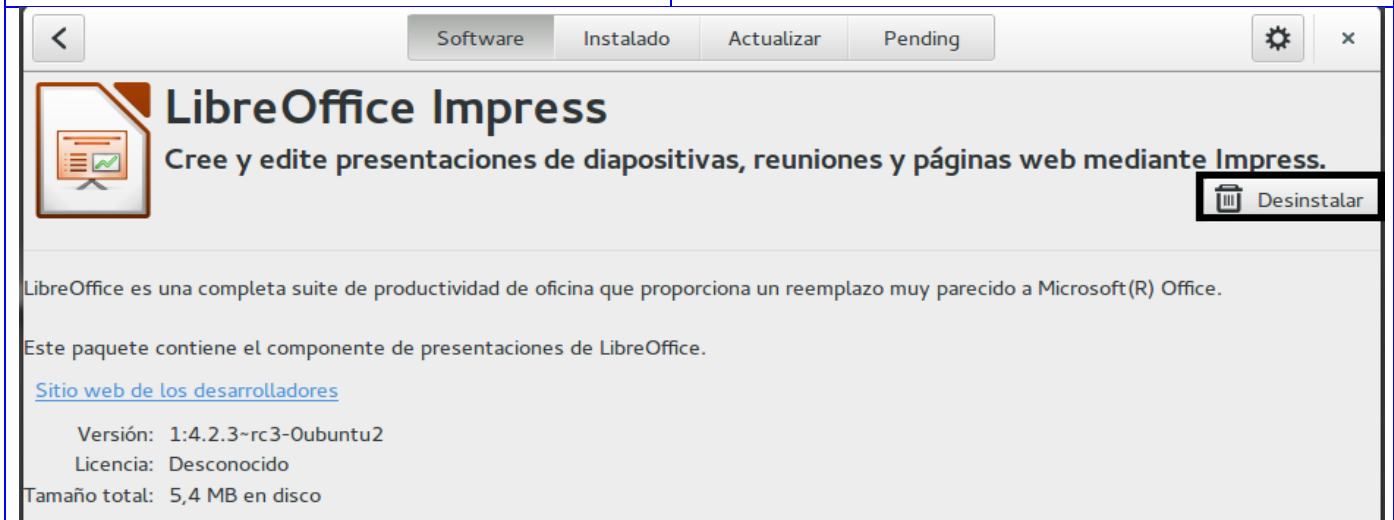 Software Instalado Actualizar Pending
LibreOffice Impress
Cree y edite presentaciones de diapositivas, reuniones y páginas web mediante Impress.
Desinstalar
LibreOffice es una completa suite de productividad de oficina que proporciona un reemplazo muy parecido a Microsoft(R) Office.
Este paquete contiene el componente de presentaciones de LibreOffice.
Sitio web de los desarrolladores
Versión: 1:4.2.3~rc3-0ubuntu2
Licencia: Desconocido
Tamaño total: 5,4 MB en disco